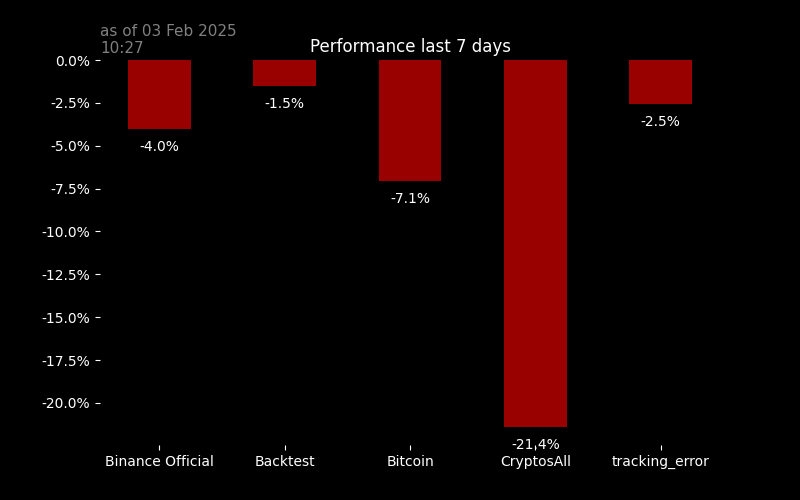 as of 03 Feb 2025
10:27
Performance last 7 days
0.0%
-2.5%
-5.0%
-7.5%
-10.0%
-12.5%
-15.0%
-17.5%
-20.0%
-4.0%
-1.5%
-7.1%
-21.4%
-2.5%
Binance Official
Backtest
Bitcoin
CryptosAll
tracking_error